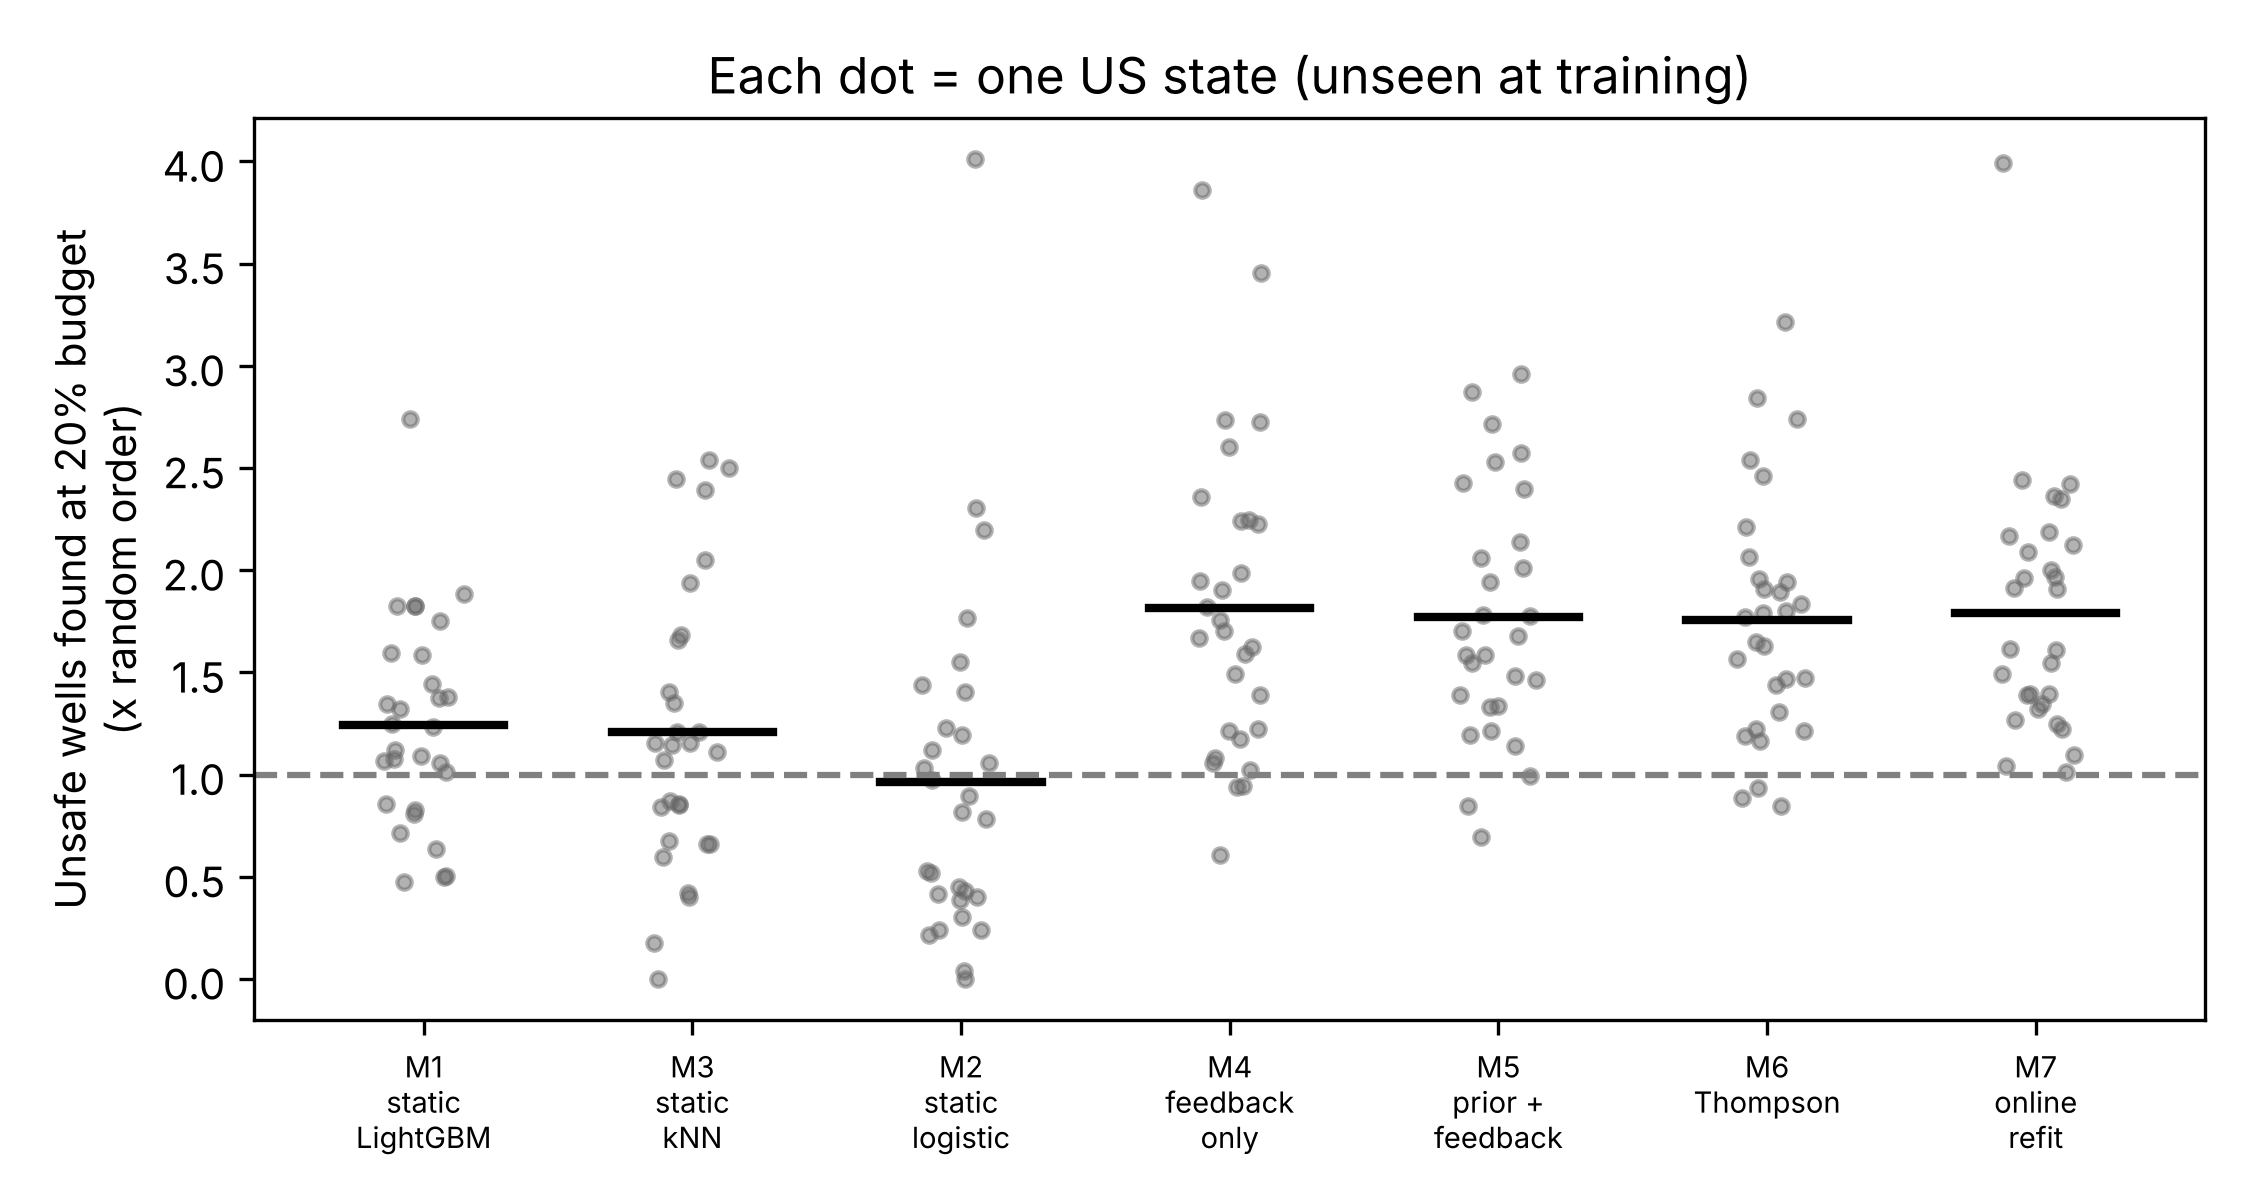 Each dot = one US state (unseen at training)
Unsafe wells found at 20% budget
(x random order)
4.0
3.5
3.0
2.5
2.0
1.5
1.0
0.5
0.0
M1
static
LightGBM
M3
static
kNN
M2
static
logistic
M4
feedback
only
M5
prior +
feedback
M6
Thompson
M7
online
refit